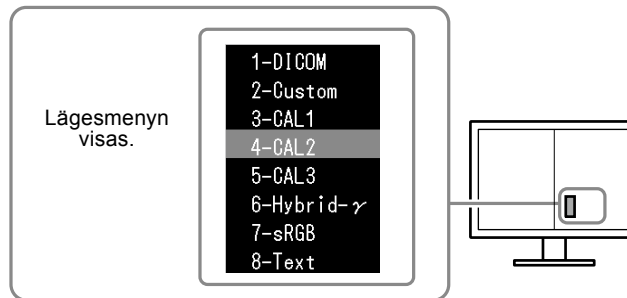 Lägesmenyn
visas.
1-DICOM
2-Custom
3-CAL1
4-CAL2
5-CAL3
6-Hybrid-γ
7-sRGB
8-Text